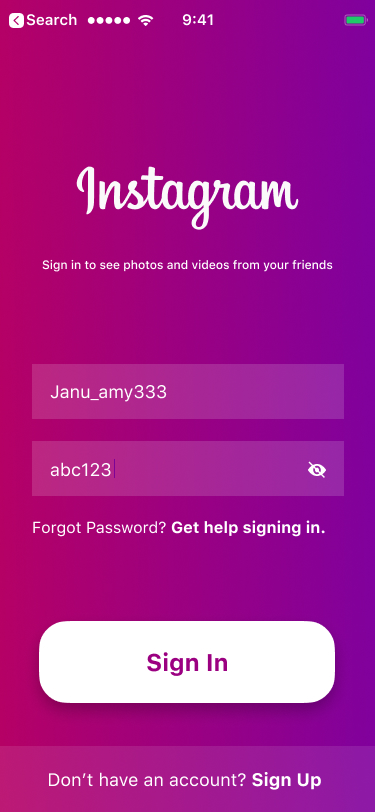 Search 9:41
Instagram
Sign in to see photos and videos from your friends
Janu_amy333
abc123
Forgot Password? Get help signing in.
Sign In
Don’t have an account? Sign Up